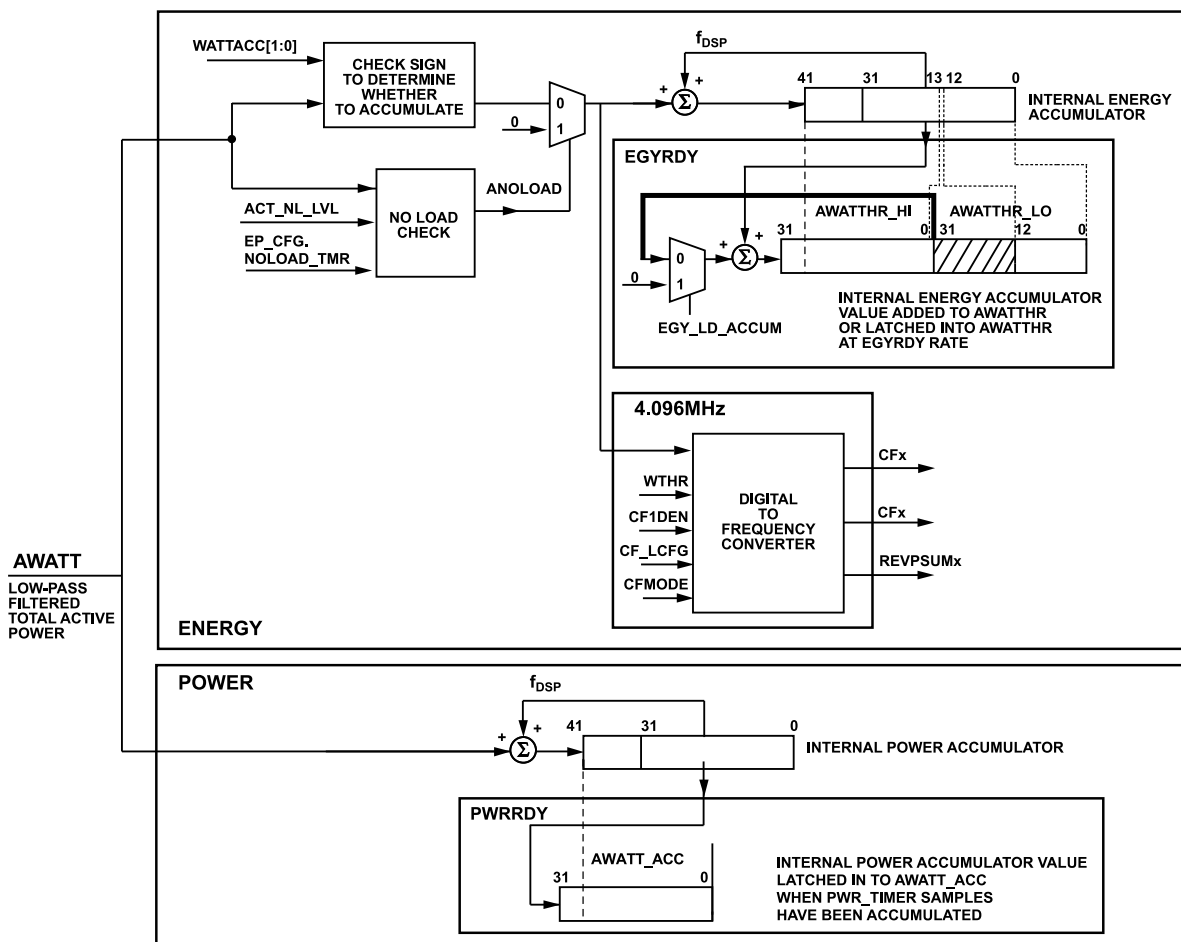 WATTACC[1:0]
CHECK SIGN
TO DETERMINE
WHETHER
TO ACCUMULATE
0
1
0
fDSP
+
+
Σ
41
31
13 12
0
INTERNAL ENERGY
ACCUMULATOR
ACT_NL_LVL
EP_CFG.
NOLOAD_TMR
NO LOAD
CHECK
ANOLOAD
EGYRDY
AWATTHR_HI
AWATTHR_LO
31
0
31
12
0
0
1
0
+
+
Σ
EGY_LD_ACCUM
INTERNAL ENERGY ACCUMULATOR
VALUE ADDED TO AWATTHR
OR LATCHED INTO AWATTHR
AT EGYRDY RATE
4.096MHz
WTHR
CF1DEN
CF_LCFG
CFMODE
DIGITAL
TO
FREQUENCY
CONVERTER
CFx
CFx
REVPSUMx
AWATT
LOW-PASS
FILTERED
TOTAL ACTIVE
POWER
ENERGY
POWER
fDSP
+
+
Σ
41
31
0
INTERNAL POWER ACCUMULATOR
PWRRDY
AWATT_ACC
31
0
INTERNAL POWER ACCUMULATOR VALUE
LATCHED IN TO AWATT_ACC
WHEN PWR_TIMER SAMPLES
HAVE BEEN ACCUMULATED